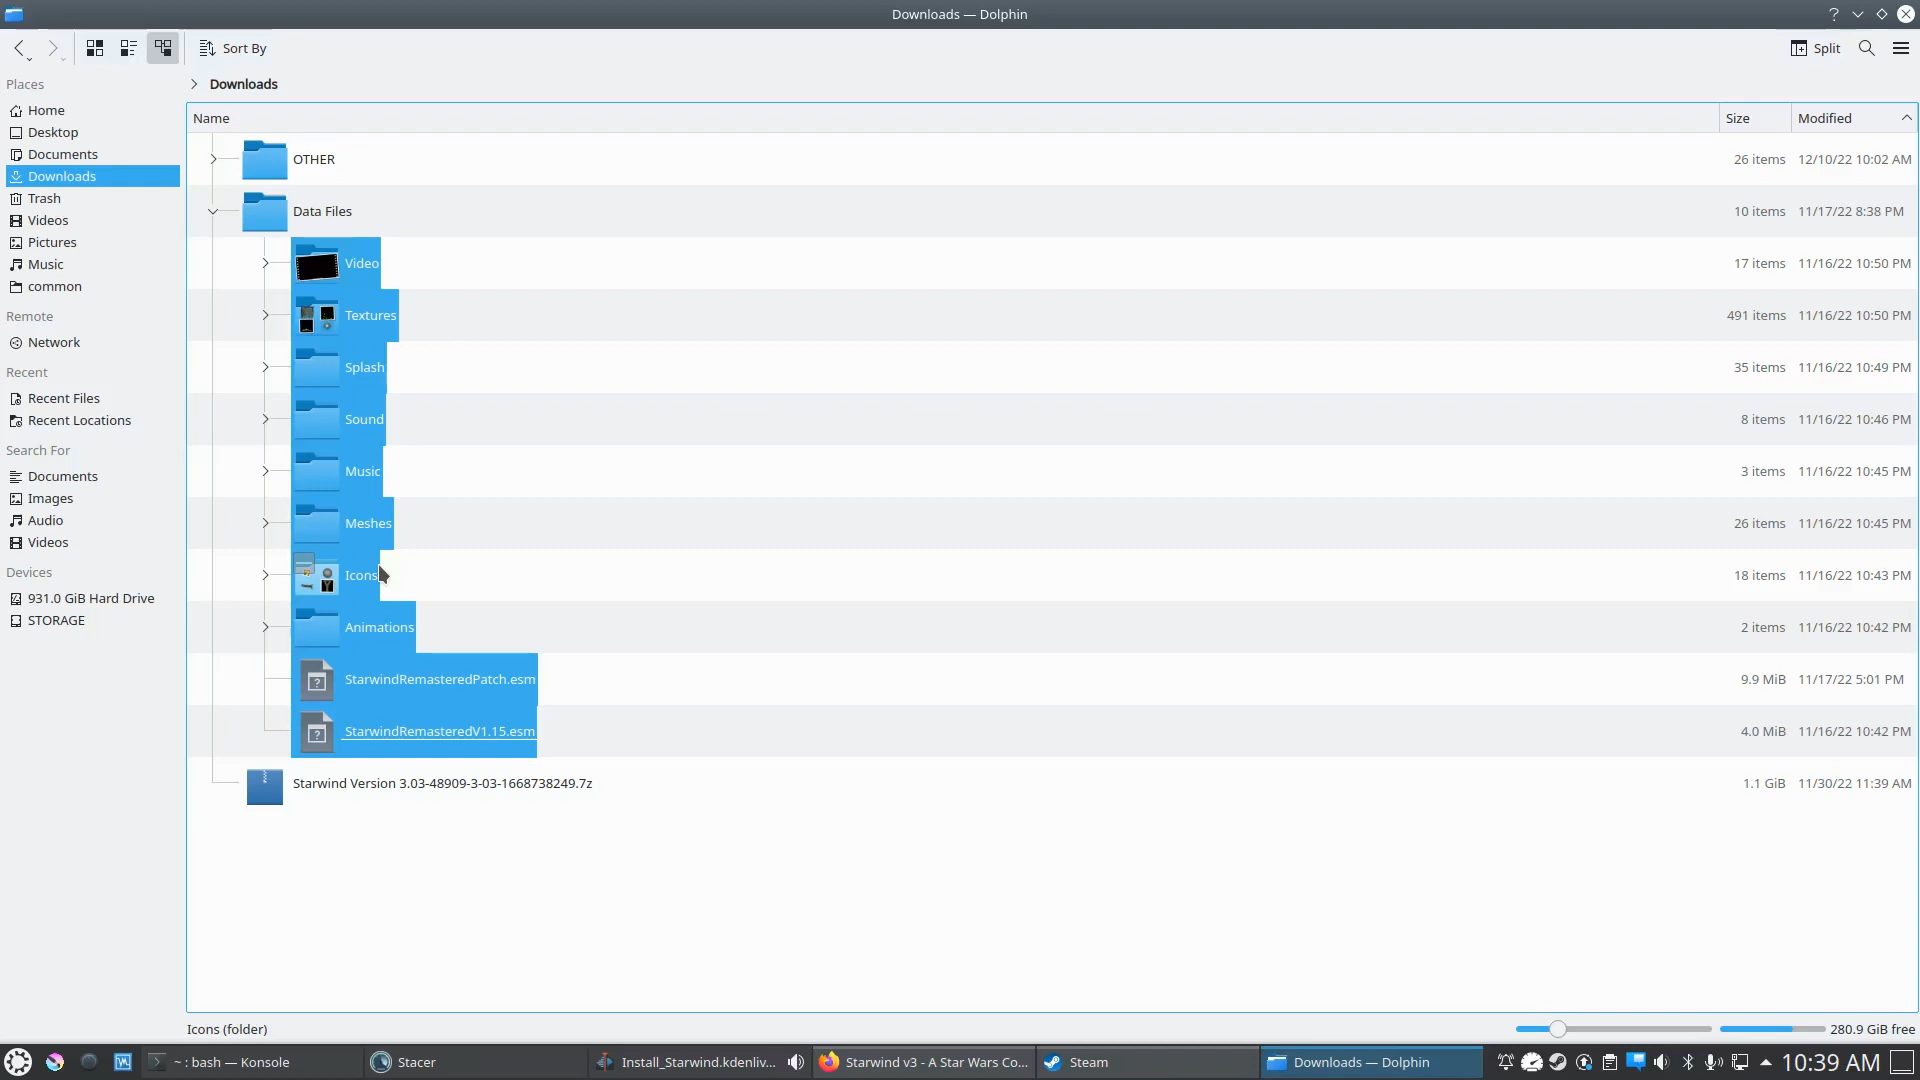 Downloads — Dolphin
Sort By
Split
Places
Home
Desktop
Documents
Downloads
Trash
Videos
Pictures
Music
common
Remote
Network
Recent
Recent Files
Recent Locations
Search For
Documents
Images
Audio
Videos
Devices
931.0 GiB Hard Drive
STORAGE
Downloads
Name Size Modified
OTHER 26 items 12/10/22 10:02 AM
Data Files 10 items 11/17/22 8:38 PM
Video 17 items 11/16/22 10:50 PM
Textures 491 items 11/16/22 10:50 PM
Splash 35 items 11/16/22 10:49 PM
Sound 8 items 11/16/22 10:46 PM
Music 3 items 11/16/22 10:45 PM
Meshes 26 items 11/16/22 10:45 PM
Icons 18 items 11/16/22 10:43 PM
Animations 2 items 11/16/22 10:42 PM
StarwindRemasteredPatch.esm 9.9 MiB 11/17/22 5:01 PM
StarwindRemasteredV1.15.esm 4.0 MiB 11/16/22 10:42 PM
Starwind Version 3.03-48909-3-03-1668738249.7z 1.1 GiB 11/30/22 11:39 AM
Icons (folder) 280.9 GiB free
~ : bash — Konsole Stacer Install_Starwind.kdenliv... Starwind v3 - A Star Wars Co... Steam Downloads — Dolphin 10:39 AM